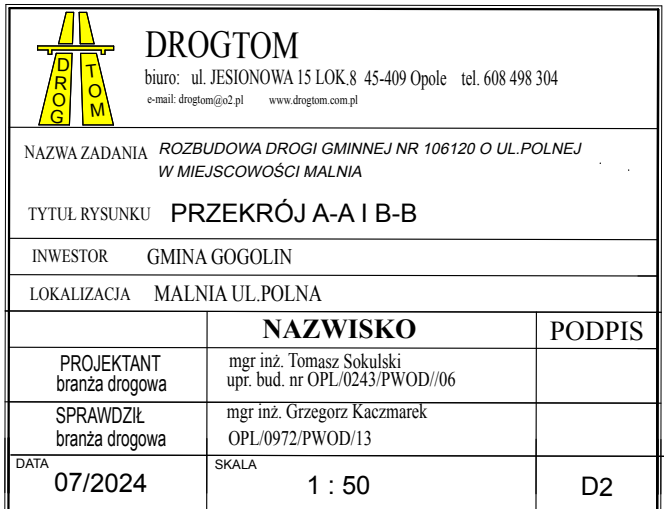 DROG TOM
DROGTOM
biuro: ul. JESIONOWA 15 LOK.8 45-409 Opole tel. 608 498 304
e-mail: drogtom@o2.pl www.drogtom.com.pl
NAZWA ZADANIA ROZBUDOWA DROGI GMINNEJ NR 106120 O UL.POLNEJ
W MIEJSCOWOŚCI MALNIA
TYTUŁ RYSUNKU PRZEKRÓJ A-A I B-B
INWESTOR GMINA GOGOLIN
LOKALIZACJA MALNIA UL.POLNA
NAZWISKO PODPIS
PROJEKTANT mgr inż. Tomasz Sokulski
branża drogowa upr. bud. nr OPL/0243/PWOD//06
SPRAWDZIŁ mgr inż. Grzegorz Kaczmarek
branża drogowa OPL/0972/PWOD/13
DATA SKALA
07/2024 1 : 50 D2